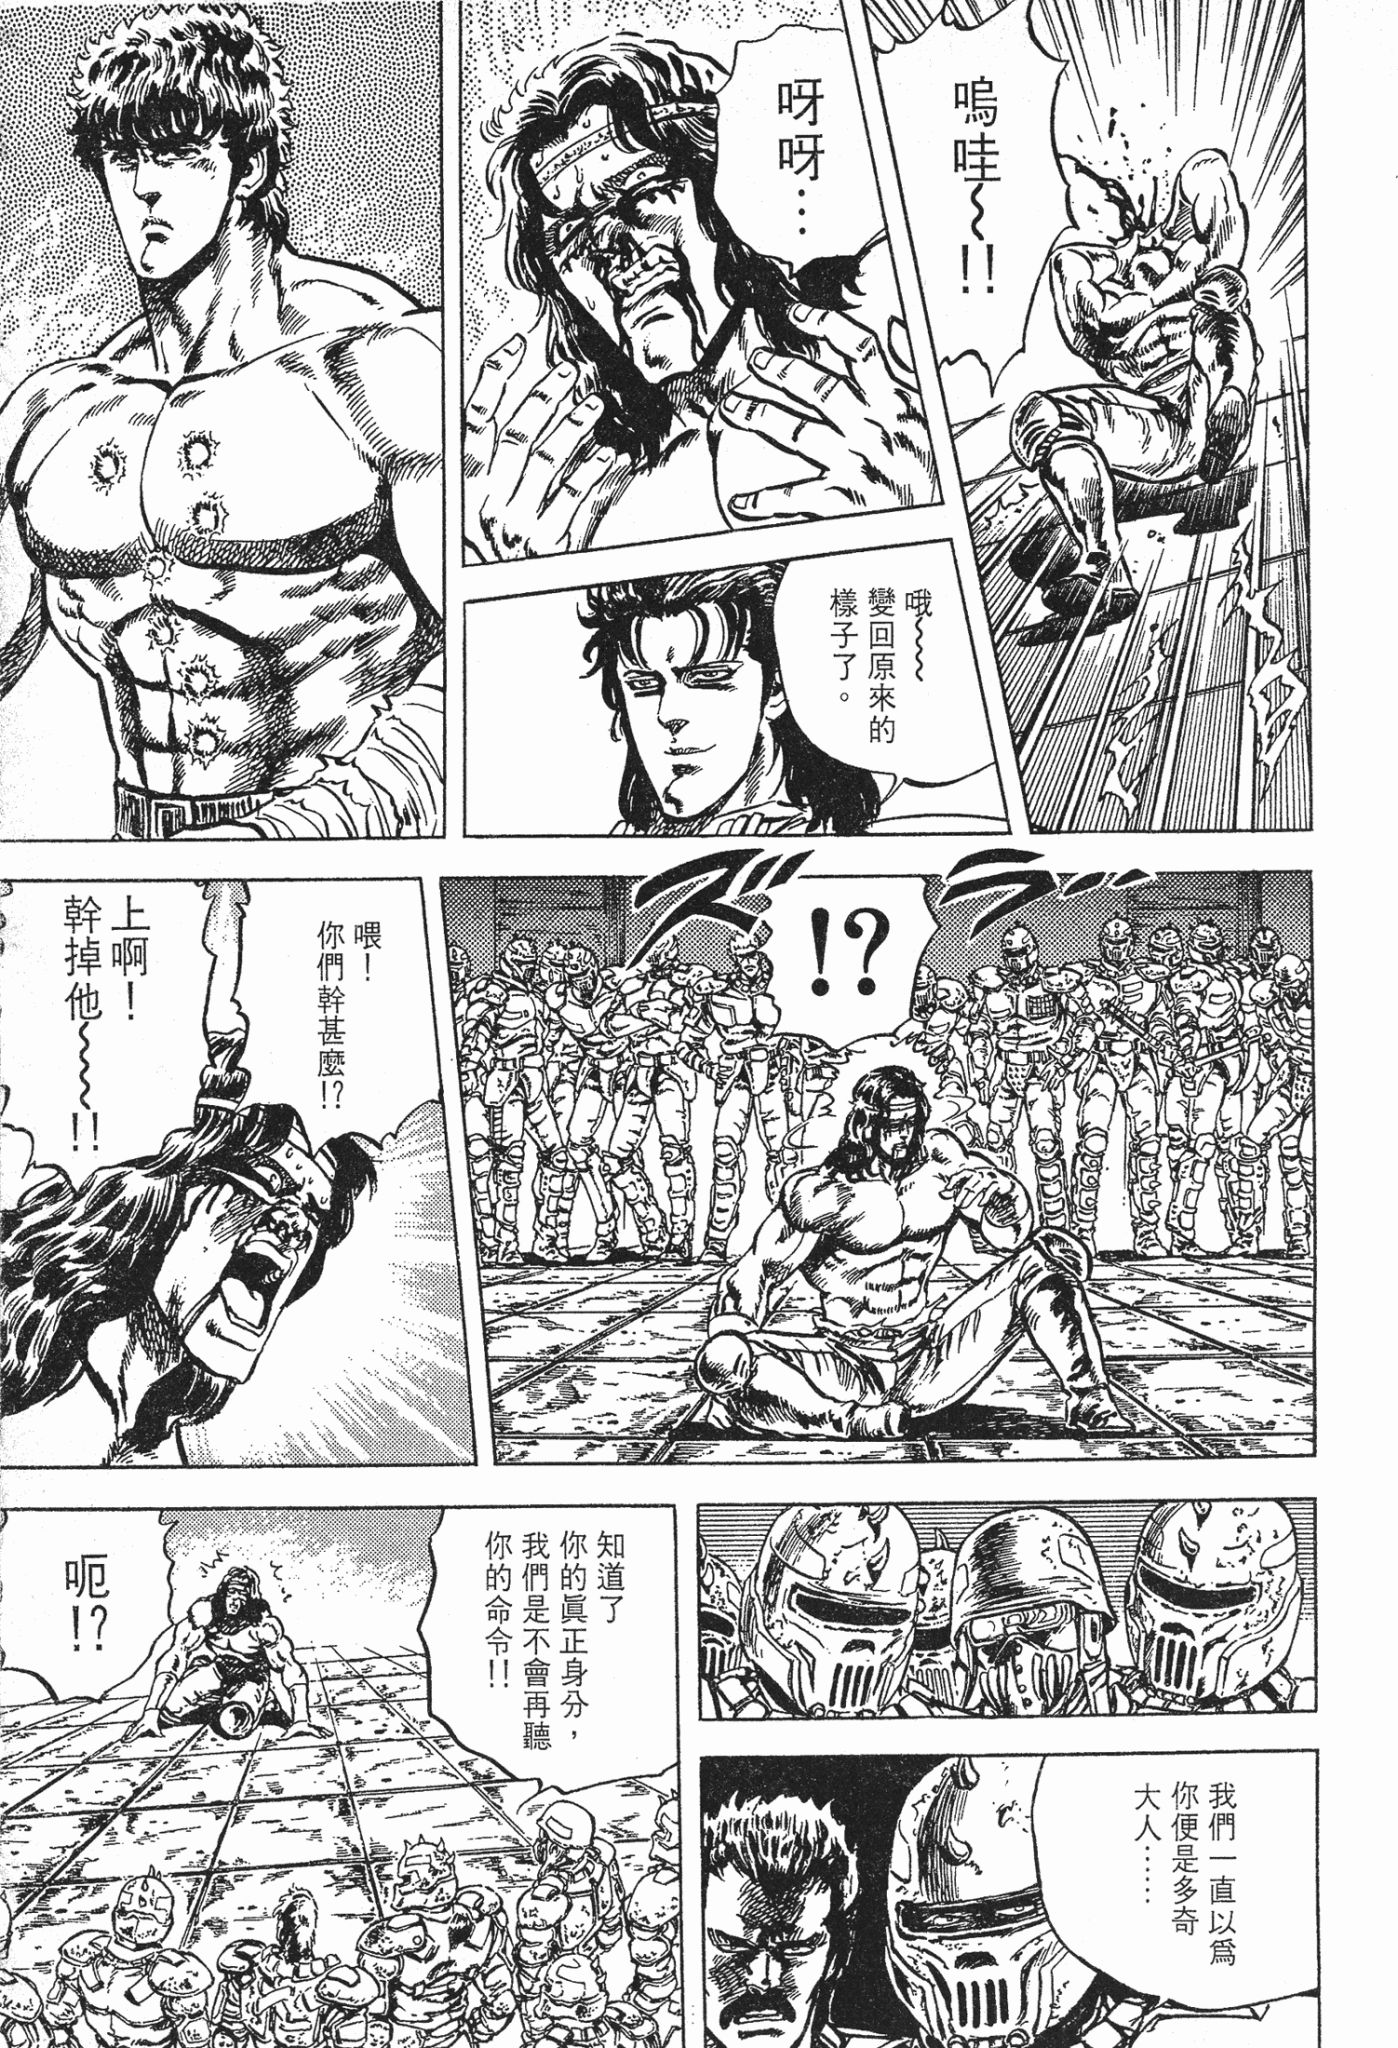 嗚哇～～!!
呀呀…
哦～～～
變回原來的
樣子了。
ズラ
!?
喂！
你們幹甚麼!?
上啊！
幹掉他～～～!!
我們一直以爲
你便是多奇
大人……
知道了
你的眞正身分，
我們是不會再聽
你的命令!!
呃!?